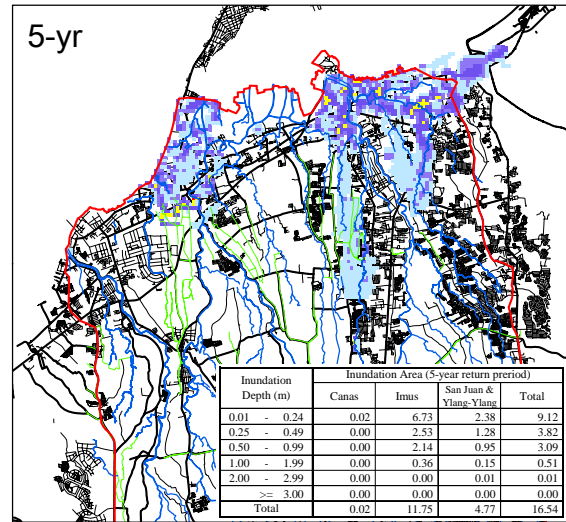 5-yr
Inundation Depth (m) Inundation Area (5-year return preriod)
Canas Imus San Juan & Ylang-Ylang Total
0.01 - 0.24 0.02 6.73 2.38 9.12
0.25 - 0.49 0.00 2.53 1.28 3.82
0.50 - 0.99 0.00 2.14 0.95 3.09
1.00 - 1.99 0.00 0.36 0.15 0.51
2.00 - 2.99 0.00 0.00 0.01 0.01
>= 3.00 0.00 0.00 0.00 0.00
Total 0.02 11.75 4.77 16.54